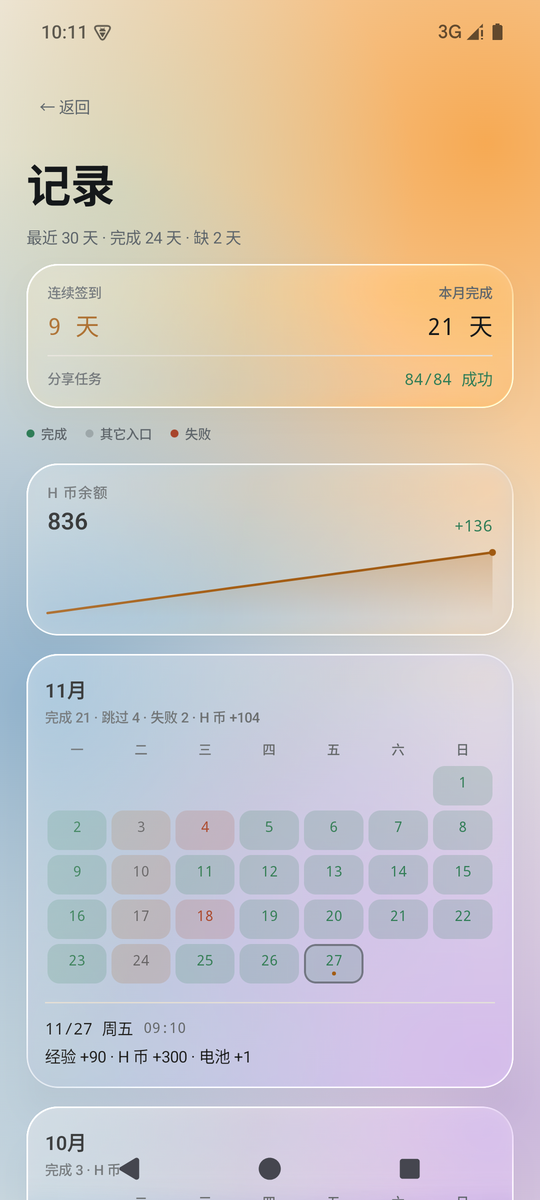 10:11
3G
← 返回
记录
最近 30 天 · 完成 24 天 · 缺 2 天
连续签到 本月完成
9 天 21 天
分享任务 84/84 成功
完成 其它入口 失败
H 币余额
836
+136
11月
完成 21 · 跳过 4 · 失败 2 · H 币 +104
一 二 三 四 五 六 日
1
2 3 4 5 6 7 8
9 10 11 12 13 14 15
16 17 18 19 20 21 22
23 24 25 26 27
11/27 周五 09:10
经验 +90 · H 币 +300 · 电池 +1
10月
完成 3 · H 币